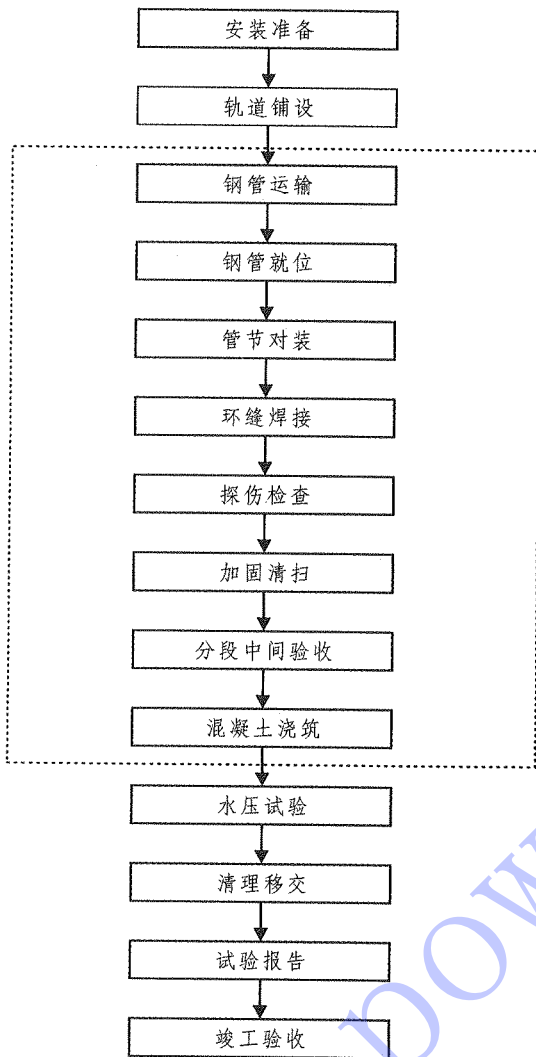 安装准备
轨道铺设
钢管运输
钢管就位
管节对装
环缝焊接
探伤检查
加固清扫
分段中间验收
混凝土浇筑
水压试验
清理移交
试验报告
竣工验收
pow